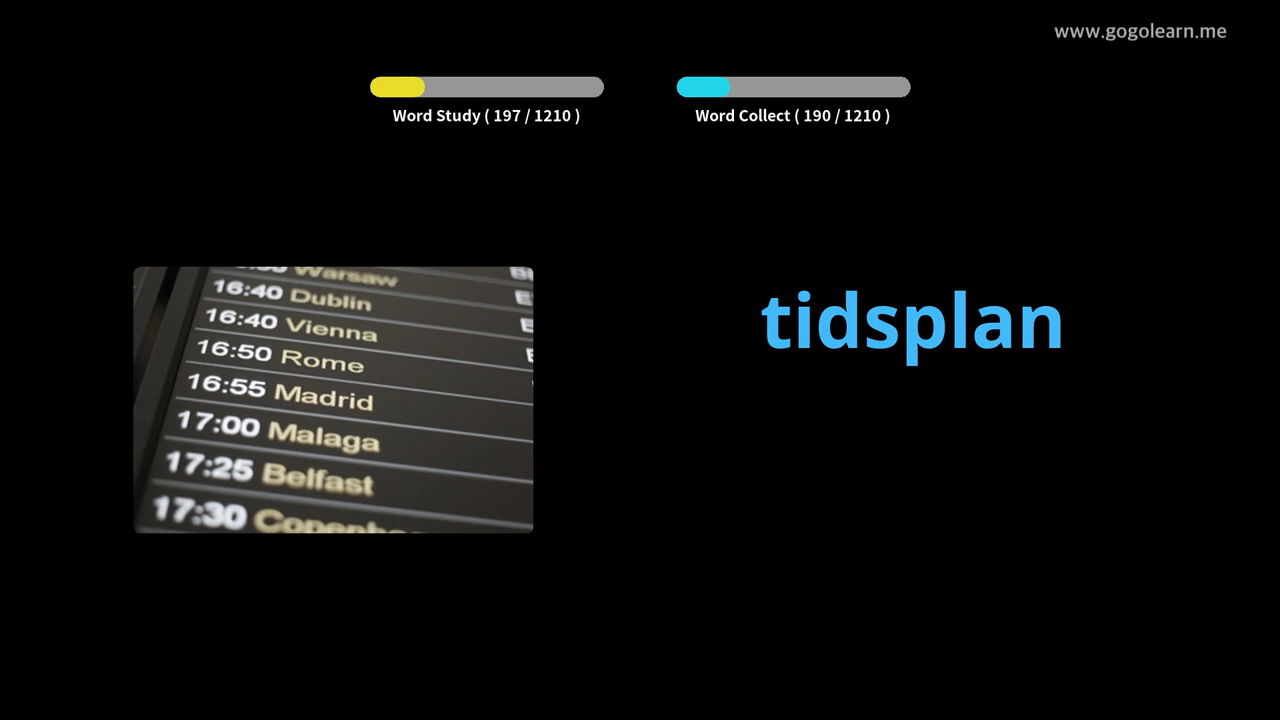 www.gogolearn.me
Word Study ( 197 / 1210 )
Word Collect ( 190 / 1210 )
Warsaw
16:40 Dublin
16:40 Vienna
16:50 Rome
16:55 Madrid
17:00 Malaga
17:25 Belfast
17:30
tidsplan